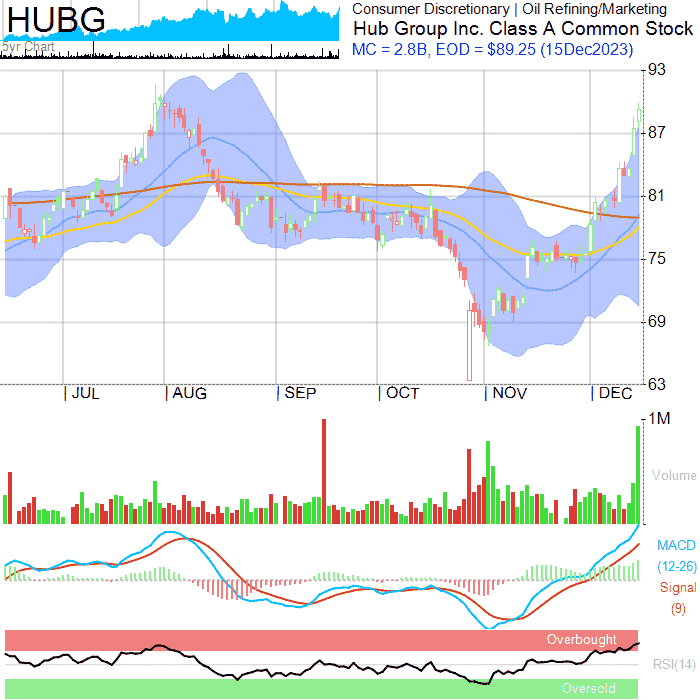 HUBG
5yr Chart
Consumer Discretionary | Oil Refining/Marketing
Hub Group Inc. Class A Common Stock
MC = 2.8B, EOD = $89.25 (15Dec2023)
93
87
81
75
69
63
| JUL | AUG | SEP | OCT | NOV | DEC
1M
Volume
MACD
(12-26)
Signal
(9)
Overbought
RSI(14)
Oversold